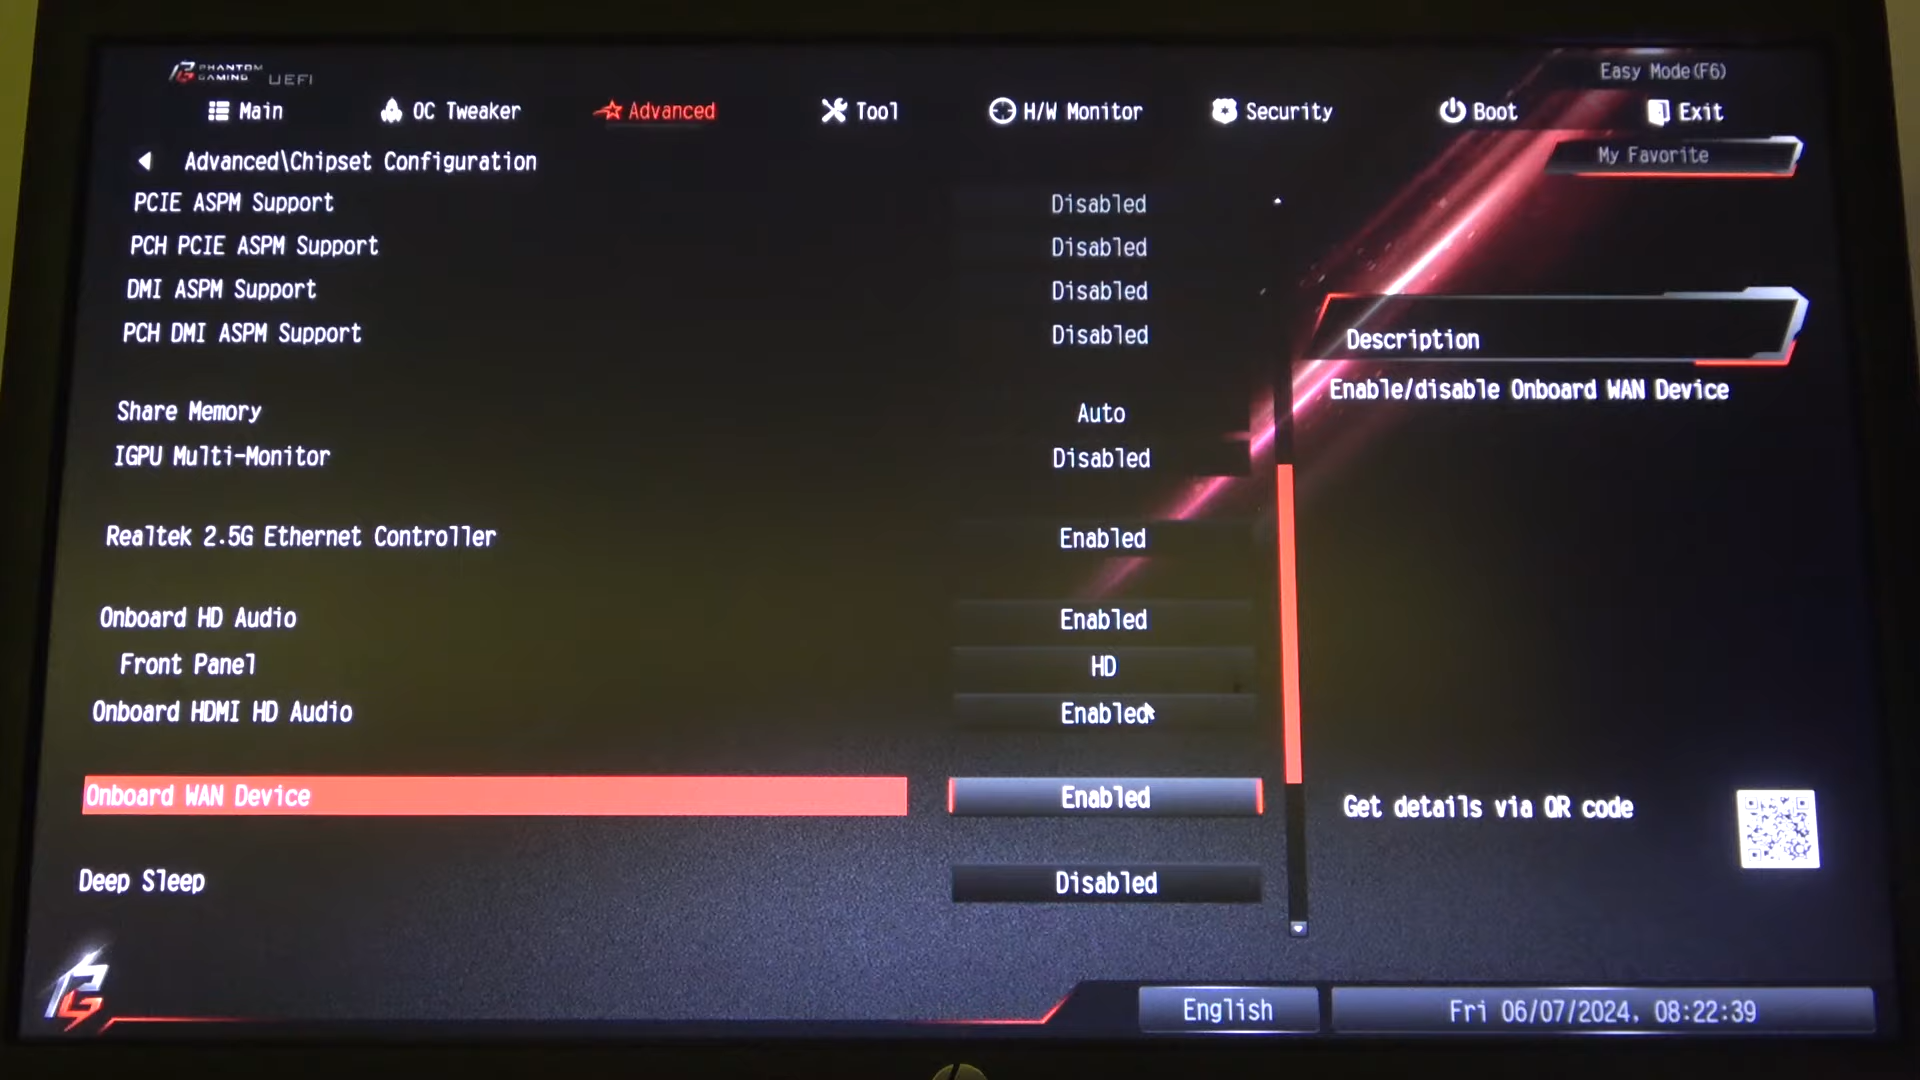 PHANTOM
GAMING UEFI
Easy Mode(F6)
Main OC Tweaker Advanced Tool H/W Monitor Security Boot Exit
My Favorite
Advanced\Chipset Configuration
PCIE ASPM Support Disabled
PCH PCIE ASPM Support Disabled
DMI ASPM Support Disabled
PCH DMI ASPM Support Disabled
Share Memory Auto
IGPU Multi-Monitor Disabled
Realtek 2.5G Ethernet Controller Enabled
Onboard HD Audio Enabled
Front Panel HD
Onboard HDMI HD Audio Enabled
Onboard WAN Device Enabled
Deep Sleep Disabled
Description
Enable/disable Onboard WAN Device
Get details via QR code
English
Fri 06/07/2024, 08:22:39